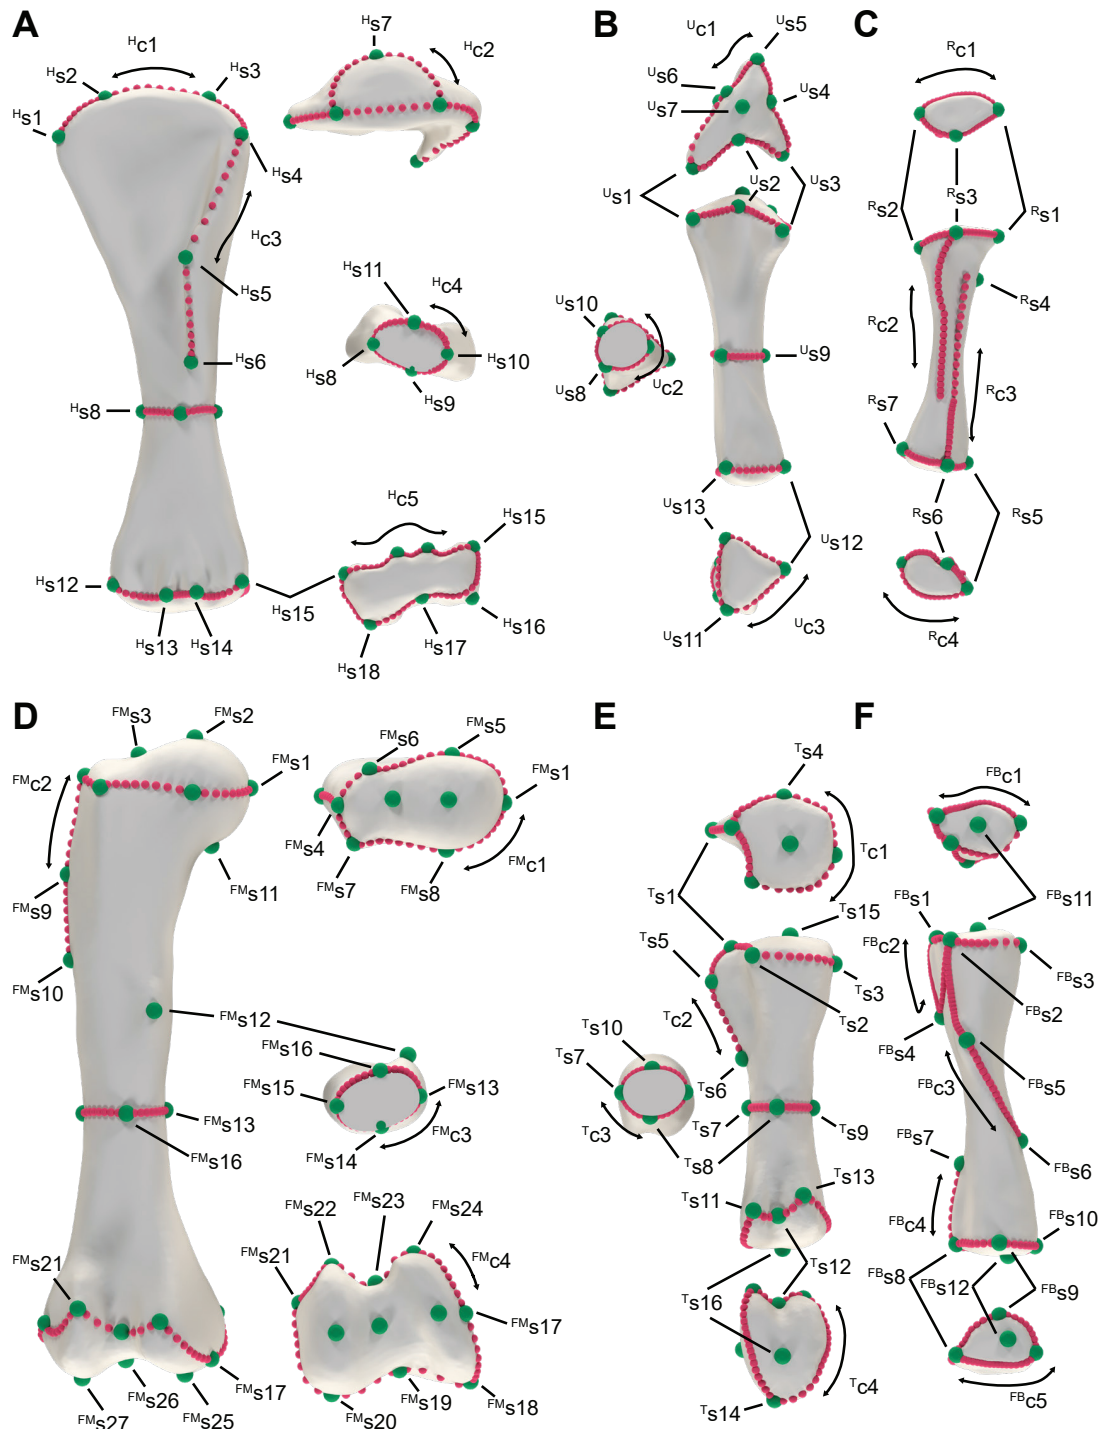 A
Hc1
Hs2
Hs3
Hs1
Hs4
Hc3
Hs5
Hs6
Hs8
Hs12
Hs13
Hs14
Hs15
Hs7
Hc2
Hs11
Hc4
Hs8
Hs10
Hs9
Hc5
Hs15
Hs16
Hs17
Hs18
B
Uc1
Us5
Us6
Us7
Us4
Us1
Us2
Us3
Us10
Us8
Uc2
Us9
Us13
Us12
Us11
Uc3
C
Rc1
Rs2
Rs3
Rs1
Rs4
Rc2
Rc3
Rs7
Rs6
Rs5
Rc4
D
FMs3
FMs2
FMc2
FMs1
FMs9
FMs11
FMs10
FMs12
FMs13
FMs16
FMs21
FMs17
FMs26
FMs27
FMs25
FMs6
FMs5
FMs1
FMs4
FMs7
FMs8
FMc1
FMs16
FMs15
FMs13
FMs14
FMc3
FMs23
FMs22
FMs24
FMs21
FMc4
FMs17
FMs19
FMs18
FMs20
E
Ts4
Tc1
Ts1
Ts15
Ts5
Ts3
Ts2
Tc2
Ts10
Ts7
Ts6
Tc3
Ts7
Ts9
Ts8
Ts13
Ts11
Ts12
Ts16
Tc4
Ts14
F
FBc1
FBs11
FBs1
FBc2
FBs3
FBs2
FBs4
FBs5
FBc3
FBs7
FBs6
FBc4
FBs10
FBs8
FBs12
FBs9
FBc5